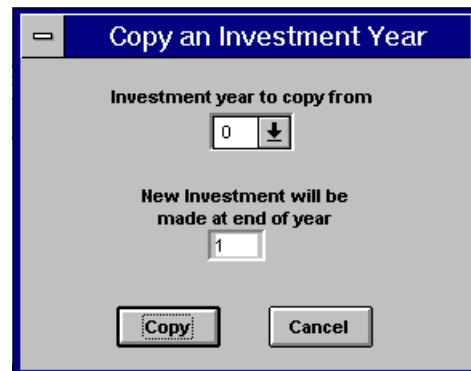 Copy an Investment Year
Investment year to copy from
0
New Investment will be
made at end of year
1
Copy Cancel